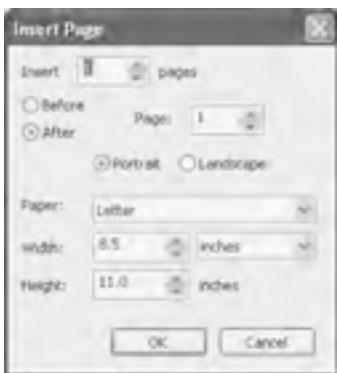 Insert Page
Insert 1 pages
Before
After
Page: 1
Portrait Landscape
Paper: Letter
Width: 8.5 inches
Height: 11.0 inches
OK Cancel